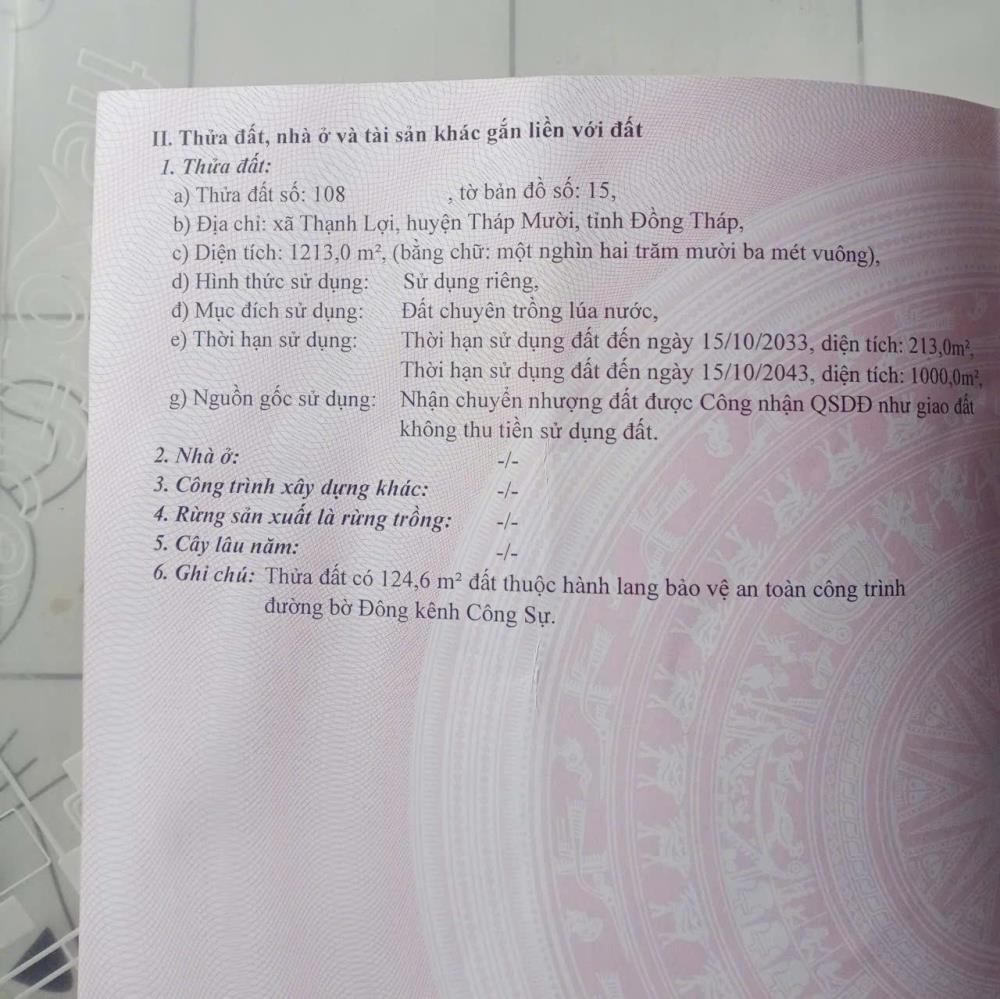 II. Thửa đất, nhà ở và tài sản khác gắn liền với đất
1. Thửa đất:
a) Thửa đất số: 108 , tờ bản đồ số: 15,
b) Địa chỉ: xã Thạnh Lợi, huyện Tháp Mười, tỉnh Đồng Tháp,
c) Diện tích: 1213,0 m², (bằng chữ: một nghìn hai trăm mười ba mét vuông),
d) Hình thức sử dụng: Sử dụng riêng,
đ) Mục đích sử dụng: Đất chuyên trồng lúa nước,
e) Thời hạn sử dụng: Thời hạn sử dụng đất đến ngày 15/10/2033, diện tích: 213,0m²,
Thời hạn sử dụng đất đến ngày 15/10/2043, diện tích: 1000,0m²,
g) Nguồn gốc sử dụng: Nhận chuyển nhượng đất được Công nhận QSDĐ như giao đất
không thu tiền sử dụng đất.
2. Nhà ở: -/-
3. Công trình xây dựng khác: -/-
4. Rừng sản xuất là rừng trồng: -/-
5. Cây lâu năm: -/-
6. Ghi chú: Thửa đất có 124,6 m² đất thuộc hành lang bảo vệ an toàn công trình
đường bờ Đông kênh Công Sự.